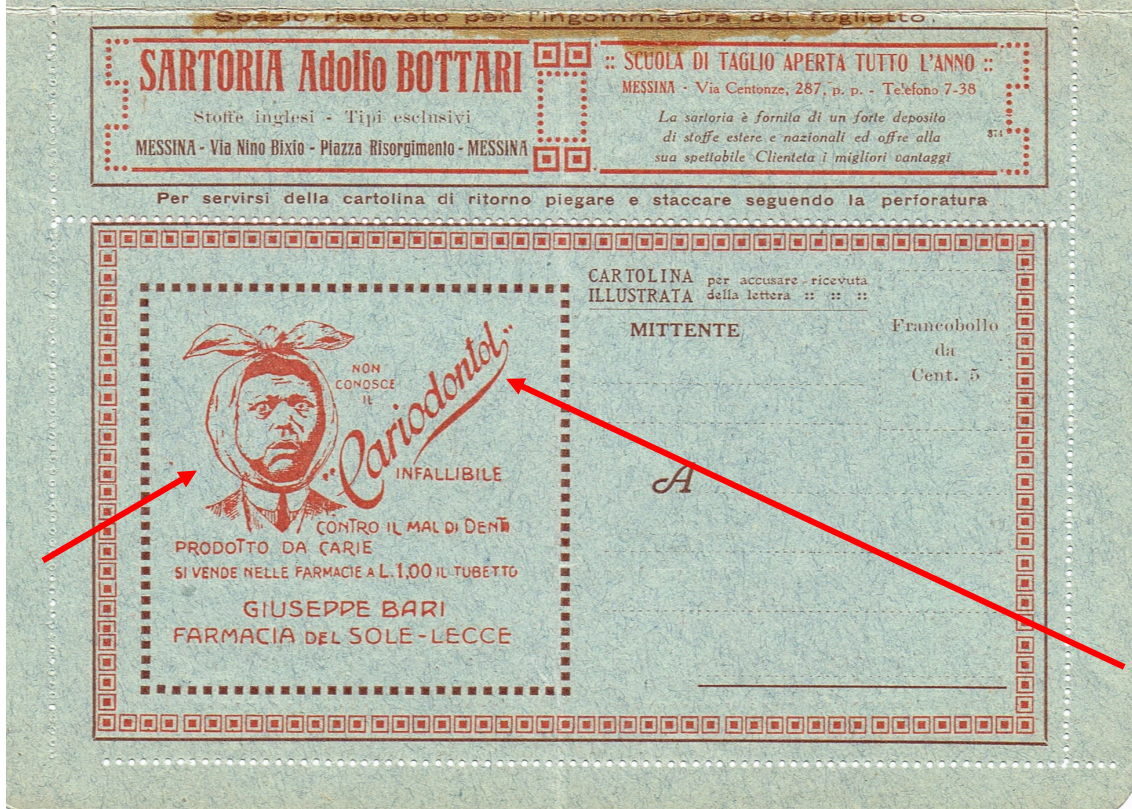 Spazio riservato per l'ingommatura del foglietto.
SARTORIA Adolfo BOTTARI
Stoffe inglesi - Tipi esclusivi
MESSINA - Via Nino Bixio - Piazza Risorgimento - MESSINA
:: SCUOLA DI TAGLIO APERTA TUTTO L'ANNO ::
MESSINA - Via Centonze, 287, p. p. - Telefono 7-38
La sartoria è fornita di un forte deposito
di stoffe estere e nazionali ed offre alla
sua spettabile Clientela i migliori vantaggi
374
Per servirsi della cartolina di ritorno piegare e staccare seguendo la perforatura
NON
CONOSCE
IL
"Cariodontol"
INFALLIBILE
CONTRO IL MAL DI DENTI
PRODOTTO DA CARIE
SI VENDE NELLE FARMACIE A L.1,00 IL TUBETTO
GIUSEPPE BARI
FARMACIA DEL SOLE - LECCE
CARTOLINA per accusare ricevuta
ILLUSTRATA della lettera :: :: ::
MITTENTE
Francobollo
da
Cent. 5
A